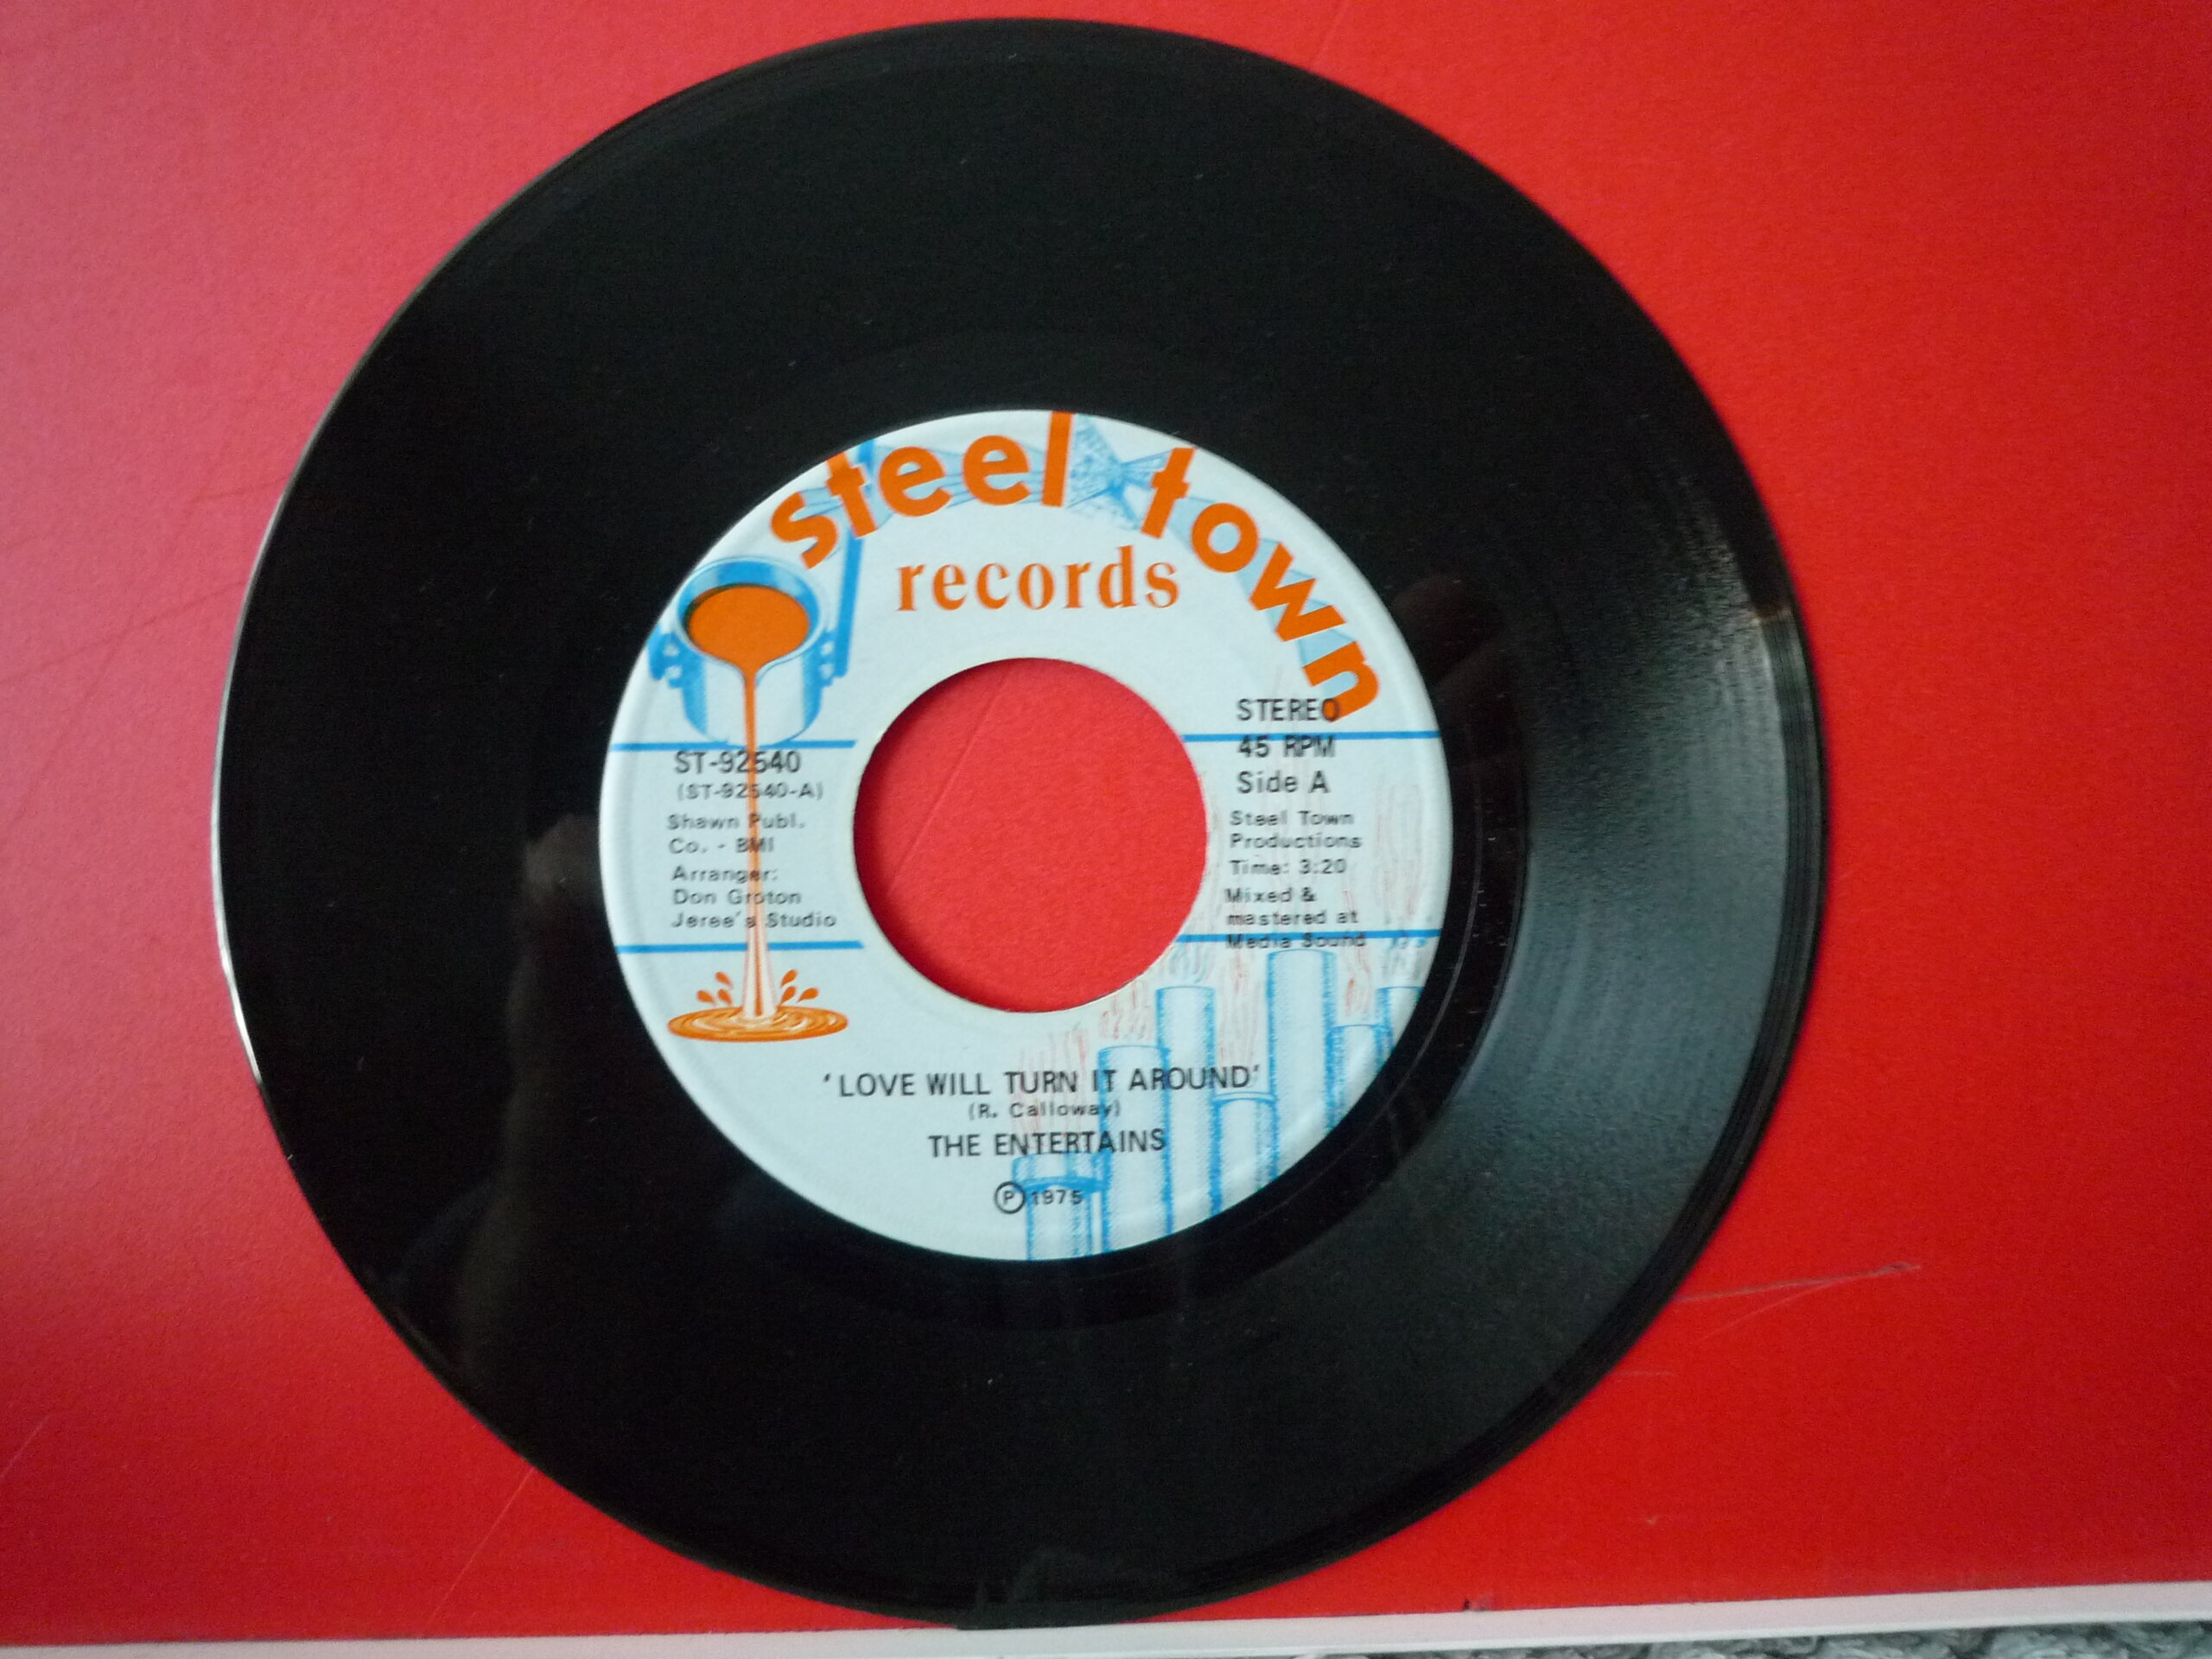 steel town
records
ST-92540
(ST-92540-A)
Shawn Publ.
Co. - BMI
Arranger:
Don Groton
Jeree's Studio
STEREO
45 RPM
Side A
Steel Town
Productions
Time: 3:20
Mixed &
mastered at
Media Sound
'LOVE WILL TURN IT AROUND'
(R. Calloway)
THE ENTERTAINS
Ⓟ 1975